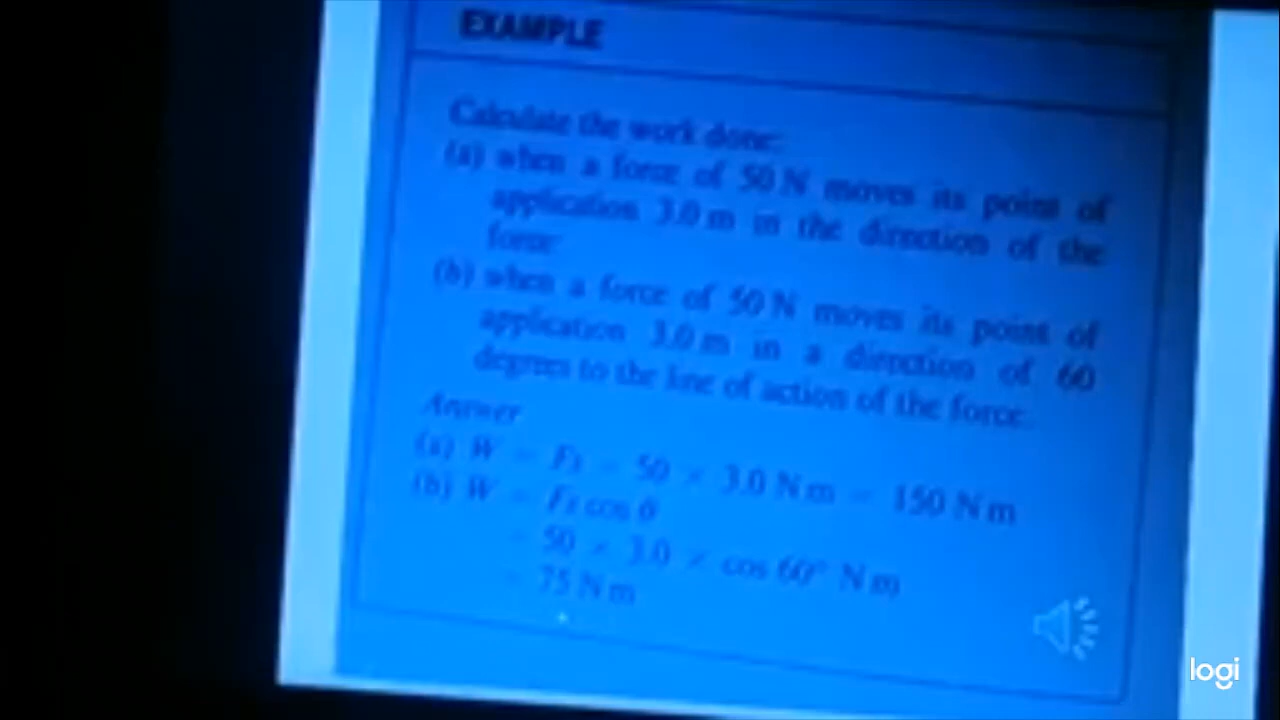 EXAMPLE
Calculate the work done:
(a) when a force of 50 N moves its point of
application 3.0 m in the direction of the
force
(b) when a force of 50 N moves its point of
application 3.0 m in a direction of 60
degrees to the line of action of the force.
Answer
(a) W = Fs = 50 × 3.0 N m = 150 N m
(b) W = Fs cos θ
= 50 × 3.0 × cos 60° N m
= 75 N m
logi